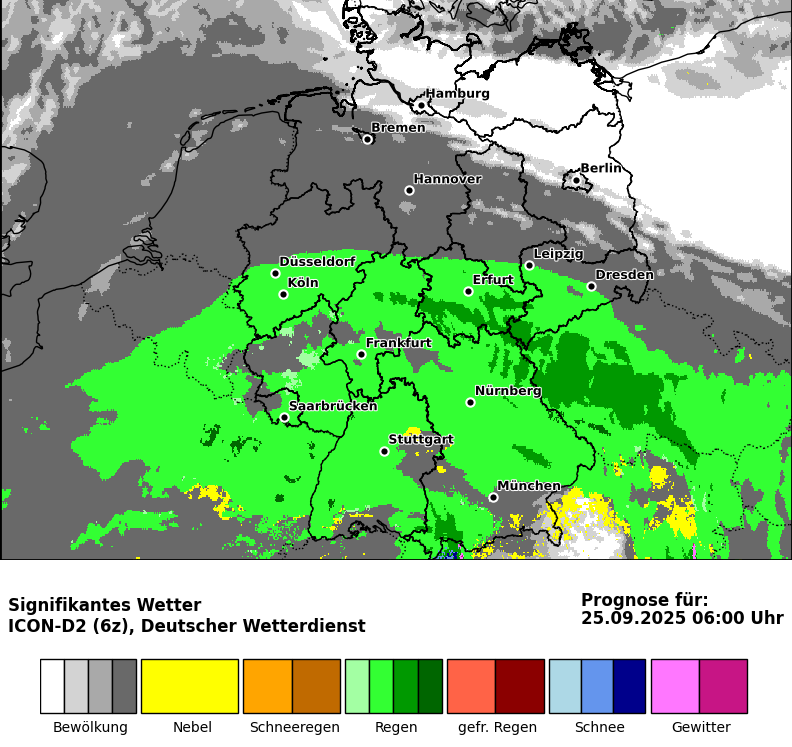 Hamburg
Bremen
Berlin
Hannover
Leipzig
Düsseldorf
Dresden
Köln
Erfurt
Frankfurt
Nürnberg
Saarbrücken
Stuttgart
München
Signifikantes Wetter
ICON-D2 (6z), Deutscher Wetterdienst
Prognose für:
25.09.2025 06:00 Uhr
Bewölkung Nebel Schneeregen Regen gefr. Regen Schnee Gewitter